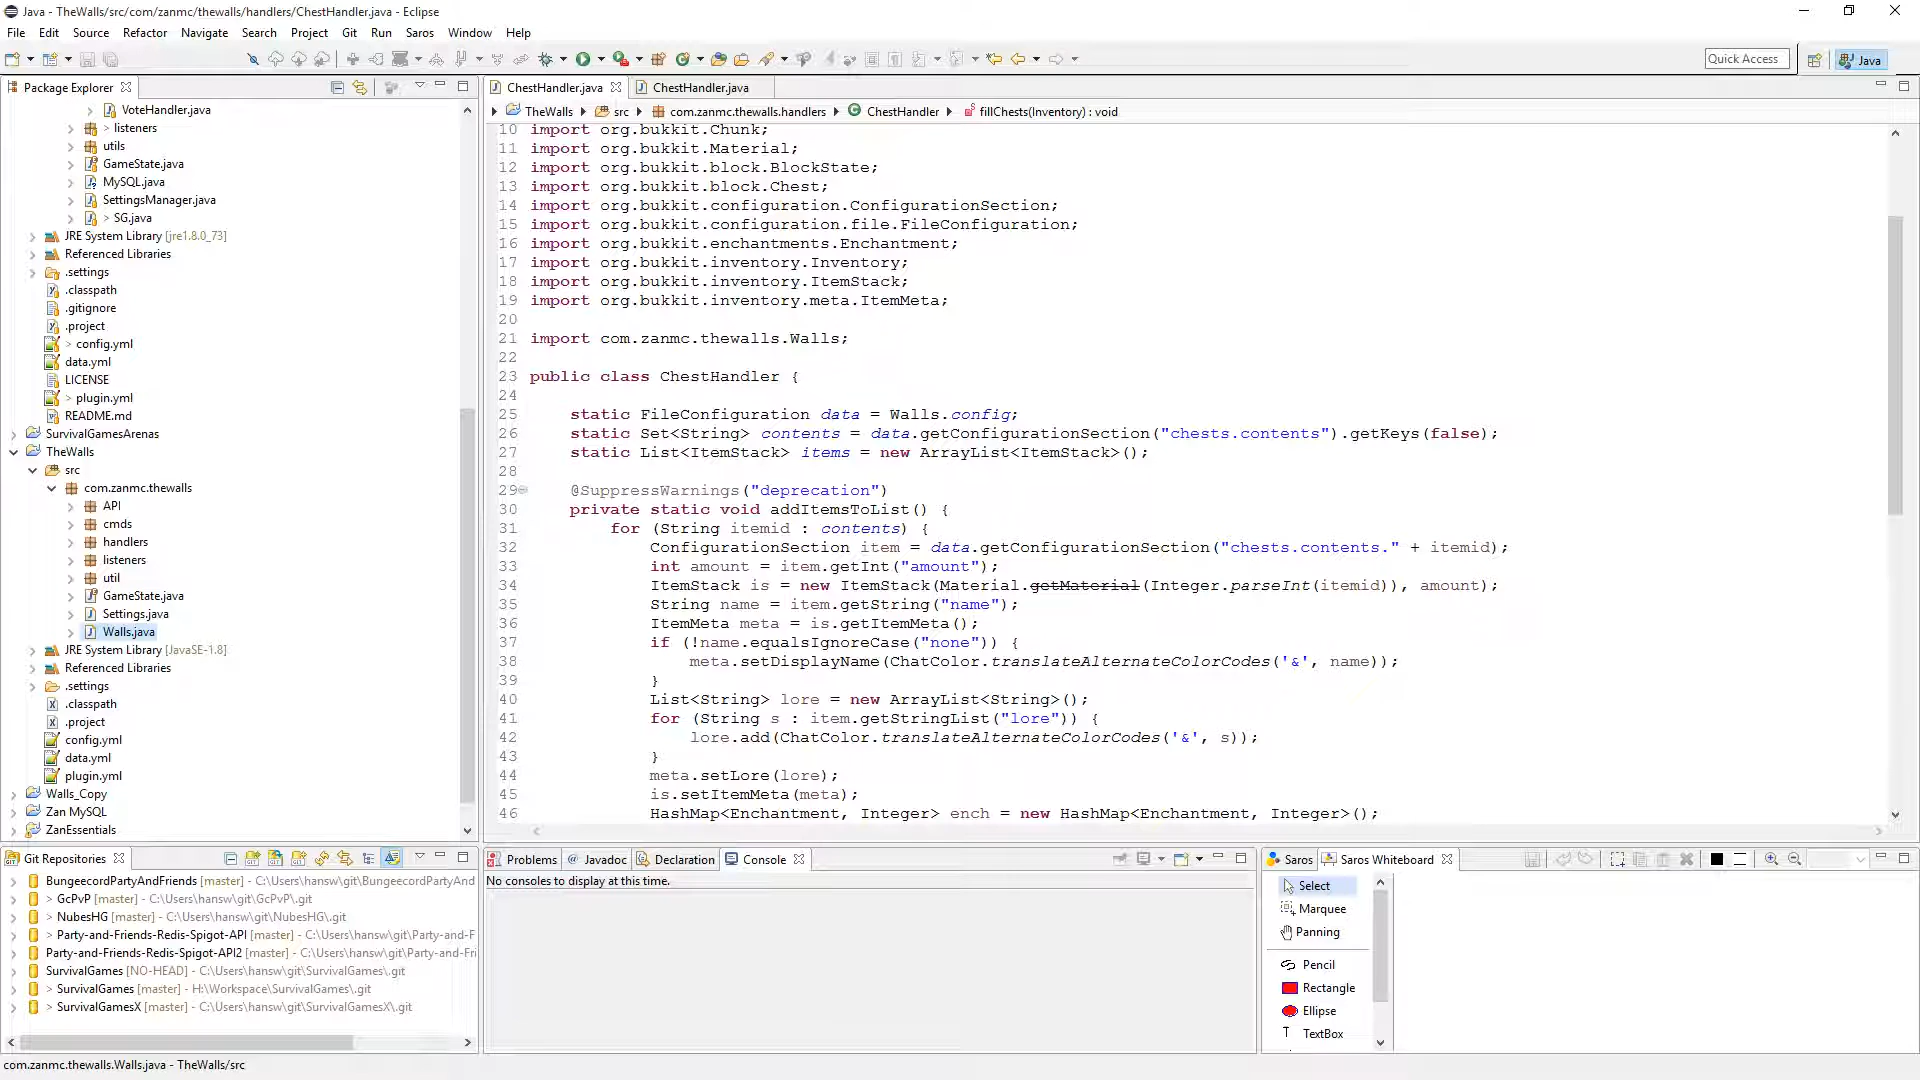 Java - TheWalls/src/com/zanmc/thewalls/handlers/ChestHandler.java - Eclipse
File Edit Source Refactor Navigate Search Project Git Run Saros Window Help
Quick Access
Java
Package Explorer
VoteHandler.java
> listeners
utils
GameState.java
MySQL.java
SettingsManager.java
> SG.java
JRE System Library [jre1.8.0_73]
Referenced Libraries
.settings
.classpath
.gitignore
.project
> config.yml
data.yml
LICENSE
> plugin.yml
README.md
SurvivalGamesArenas
TheWalls
src
com.zanmc.thewalls
API
cmds
handlers
listeners
util
GameState.java
Settings.java
Walls.java
JRE System Library [JavaSE-1.8]
Referenced Libraries
.settings
.classpath
.project
config.yml
data.yml
plugin.yml
Walls_Copy
Zan MySQL
ZanEssentials
ChestHandler.java
ChestHandler.java
TheWalls src com.zanmc.thewalls.handlers ChestHandler fillChests(Inventory) : void
10 import org.bukkit.Chunk;
11 import org.bukkit.Material;
12 import org.bukkit.block.BlockState;
13 import org.bukkit.block.Chest;
14 import org.bukkit.configuration.ConfigurationSection;
15 import org.bukkit.configuration.file.FileConfiguration;
16 import org.bukkit.enchantments.Enchantment;
17 import org.bukkit.inventory.Inventory;
18 import org.bukkit.inventory.ItemStack;
19 import org.bukkit.inventory.meta.ItemMeta;
20
21 import com.zanmc.thewalls.Walls;
22
23 public class ChestHandler {
24
25 static FileConfiguration data = Walls.config;
26 static Set<String> contents = data.getConfigurationSection("chests.contents").getKeys(false);
27 static List<ItemStack> items = new ArrayList<ItemStack>();
28
29 @SuppressWarnings("deprecation")
30 private static void addItemsToList() {
31 for (String itemid : contents) {
32 ConfigurationSection item = data.getConfigurationSection("chests.contents." + itemid);
33 int amount = item.getInt("amount");
34 ItemStack is = new ItemStack(Material.getMaterial(Integer.parseInt(itemid)), amount);
35 String name = item.getString("name");
36 ItemMeta meta = is.getItemMeta();
37 if (!name.equalsIgnoreCase("none")) {
38 meta.setDisplayName(ChatColor.translateAlternateColorCodes('&', name));
39 }
40 List<String> lore = new ArrayList<String>();
41 for (String s : item.getStringList("lore")) {
42 lore.add(ChatColor.translateAlternateColorCodes('&', s));
43 }
44 meta.setLore(lore);
45 is.setItemMeta(meta);
46 HashMap<Enchantment, Integer> ench = new HashMap<Enchantment, Integer>();
Git Repositories
BungeecordPartyAndFriends [master] - C:\Users\hansw\git\BungeecordPartyAnd
> GcPvP [master] - C:\Users\hansw\git\GcPvP\.git
> NubesHG [master] - C:\Users\hansw\git\NubesHG\.git
> Party-and-Friends-Redis-Spigot-API [master] - C:\Users\hansw\git\Party-and-F
Party-and-Friends-Redis-Spigot-API2 [master] - C:\Users\hansw\git\Party-and-Fri
SurvivalGames [NO-HEAD] - C:\Users\hansw\git\SurvivalGames\.git
> SurvivalGames [master] - H:\Workspace\SurvivalGames\.git
> SurvivalGamesX [master] - C:\Users\hansw\git\SurvivalGamesX\.git
Problems @ Javadoc Declaration Console
No consoles to display at this time.
Saros Saros Whiteboard
Select
Marquee
Panning
Pencil
Rectangle
Ellipse
T TextBox
com.zanmc.thewalls.Walls.java - TheWalls/src